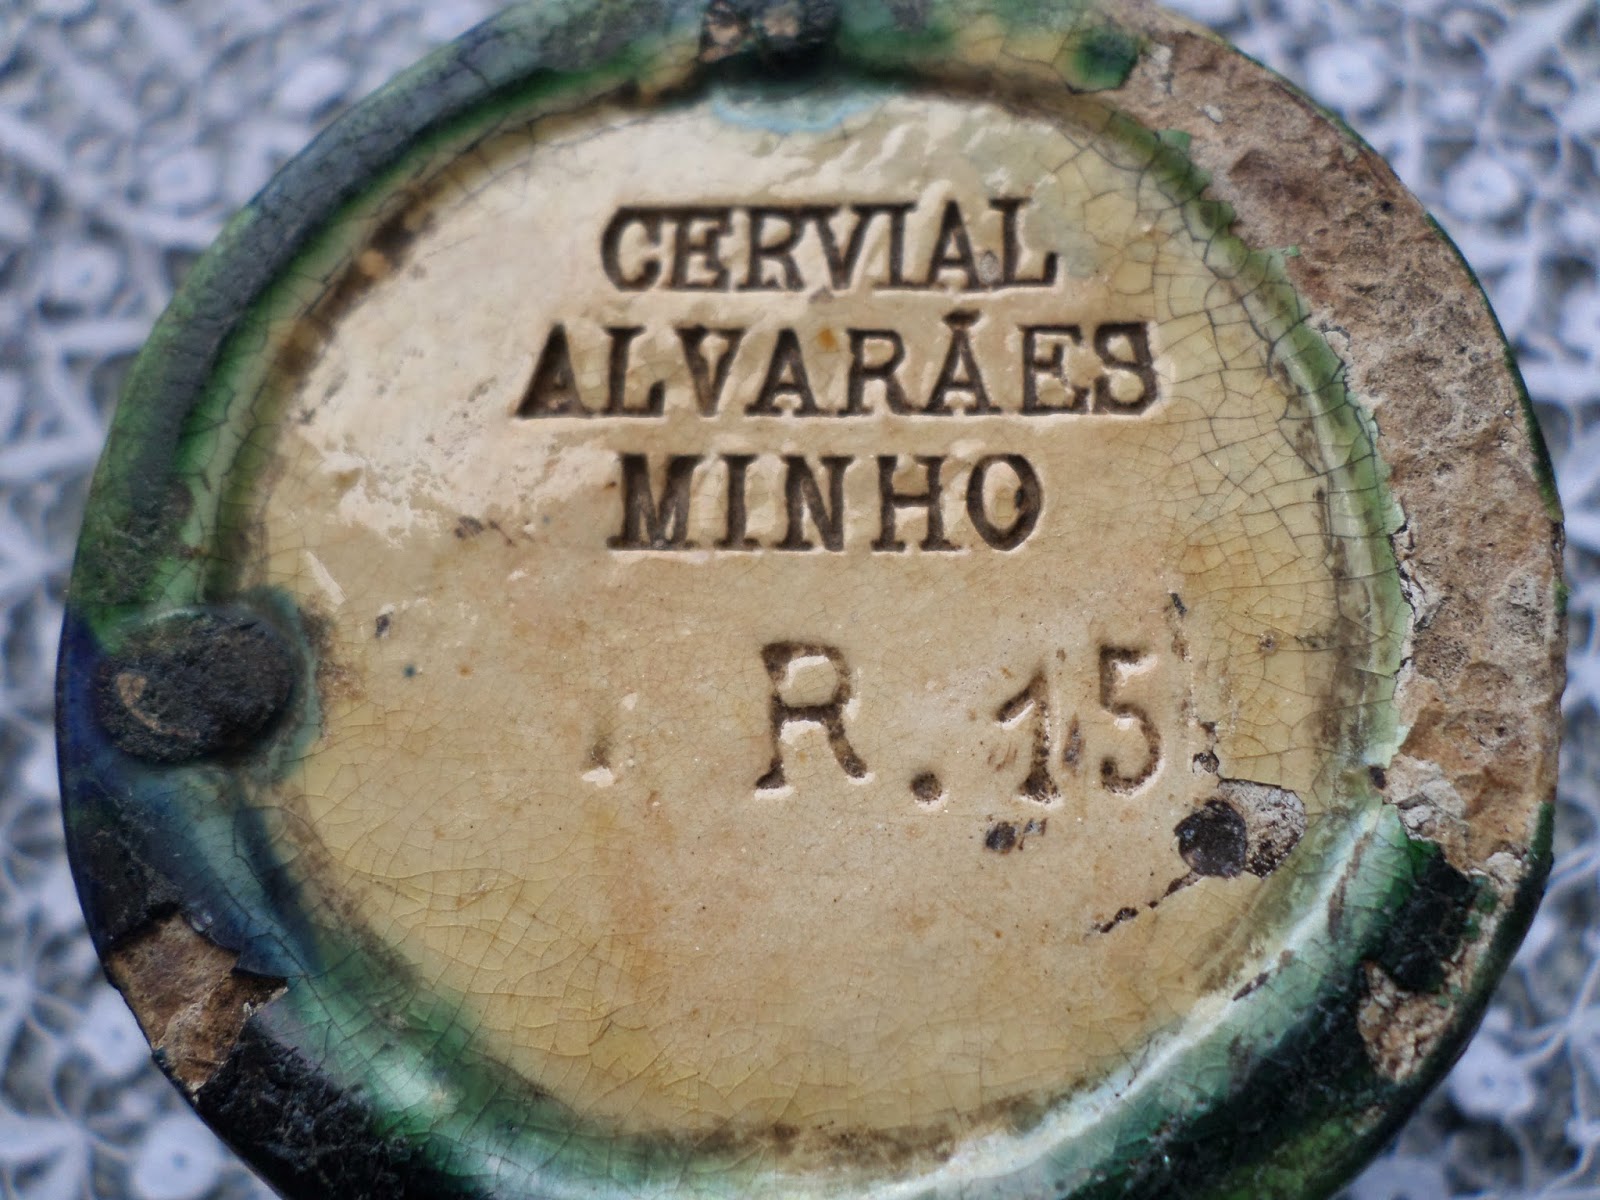 CERVIAL
ALVARÃES
MINHO
R. 15